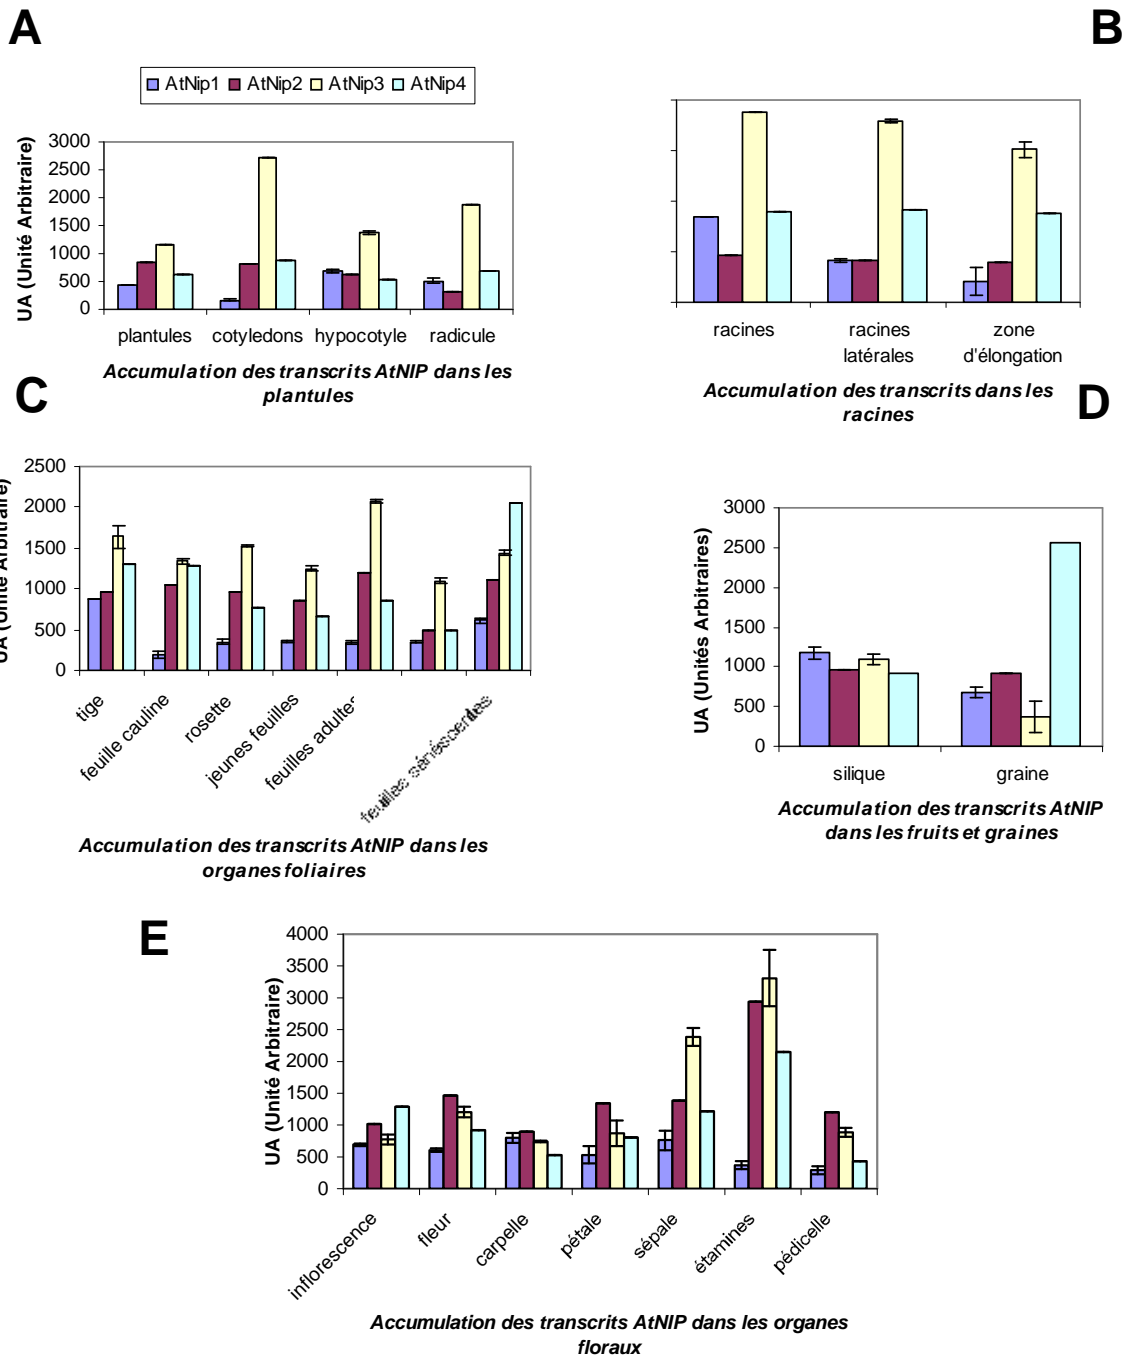 A
B
AtNip1 AtNip2 AtNip3 AtNip4
UA (Unité Arbitraire)
3000
2500
2000
1500
1000
500
0
plantules cotyledons hypocotyle radicule
Accumulation des transcrits AtNIP dans les
plantules
racines
racines
latérales
zone
d'élongation
Accumulation des transcrits dans les
racines
C
D
UA (Unité Arbitraire)
2500
2000
1500
1000
500
0
tige
feuille cauline
rosette
jeunes feuilles
feuilles adultes
feuilles sénéscentes
Accumulation des transcrits AtNIP dans les
organes foliaires
UA (Unités Arbitraires)
3000
2500
2000
1500
1000
500
0
silique graine
Accumulation des transcrits AtNIP
dans les fruits et graines
E
UA (Unité Arbitraire)
4000
3500
3000
2500
2000
1500
1000
500
0
inflorescence
fleur
carpelle
pétale
sépale
étamines
pédicelle
Accumulation des transcrits AtNIP dans les organes
floraux